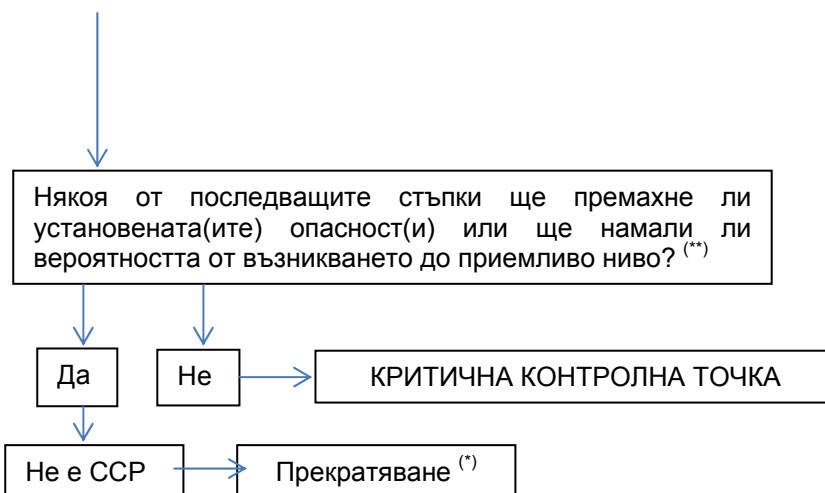 Някоя от последващите стъпки ще премахне ли
установената(ите) опасност(и) или ще намали ли
вероятността от възникването до приемливо ниво? (**)
Да
Не
КРИТИЧНА КОНТРОЛНА ТОЧКА
Не е ССР
Прекратяване (*)